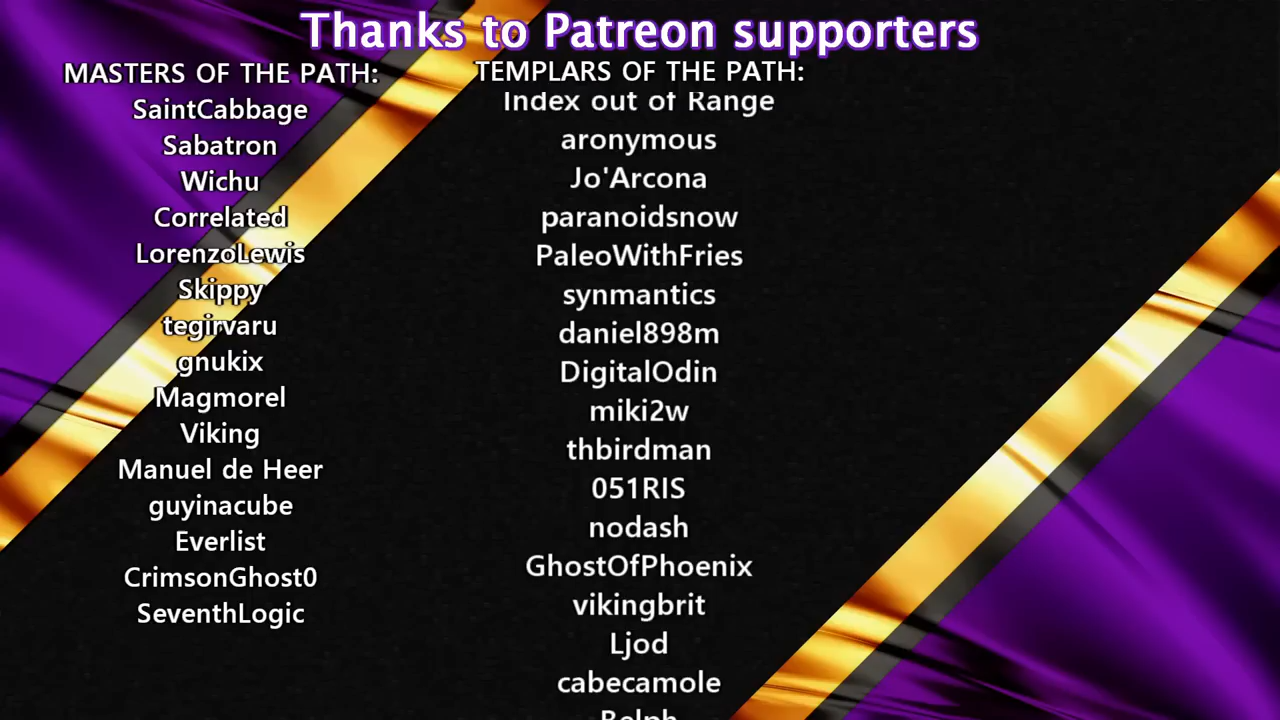 Thanks to Patreon supporters
MASTERS OF THE PATH:
SaintCabbage
Sabatron
Wichu
Correlated
LorenzoLewis
Skippy
tegirvaru
gnukix
Magmorel
Viking
Manuel de Heer
guyinacube
Everlist
CrimsonGhost0
SeventhLogic
TEMPLARS OF THE PATH:
Index out of Range
aronymous
Jo'Arcona
paranoidsnow
PaleoWithFries
synmantics
daniel898m
DigitalOdin
miki2w
thbirdman
051RIS
nodash
GhostOfPhoenix
vikingbrit
Ljod
cabecamole